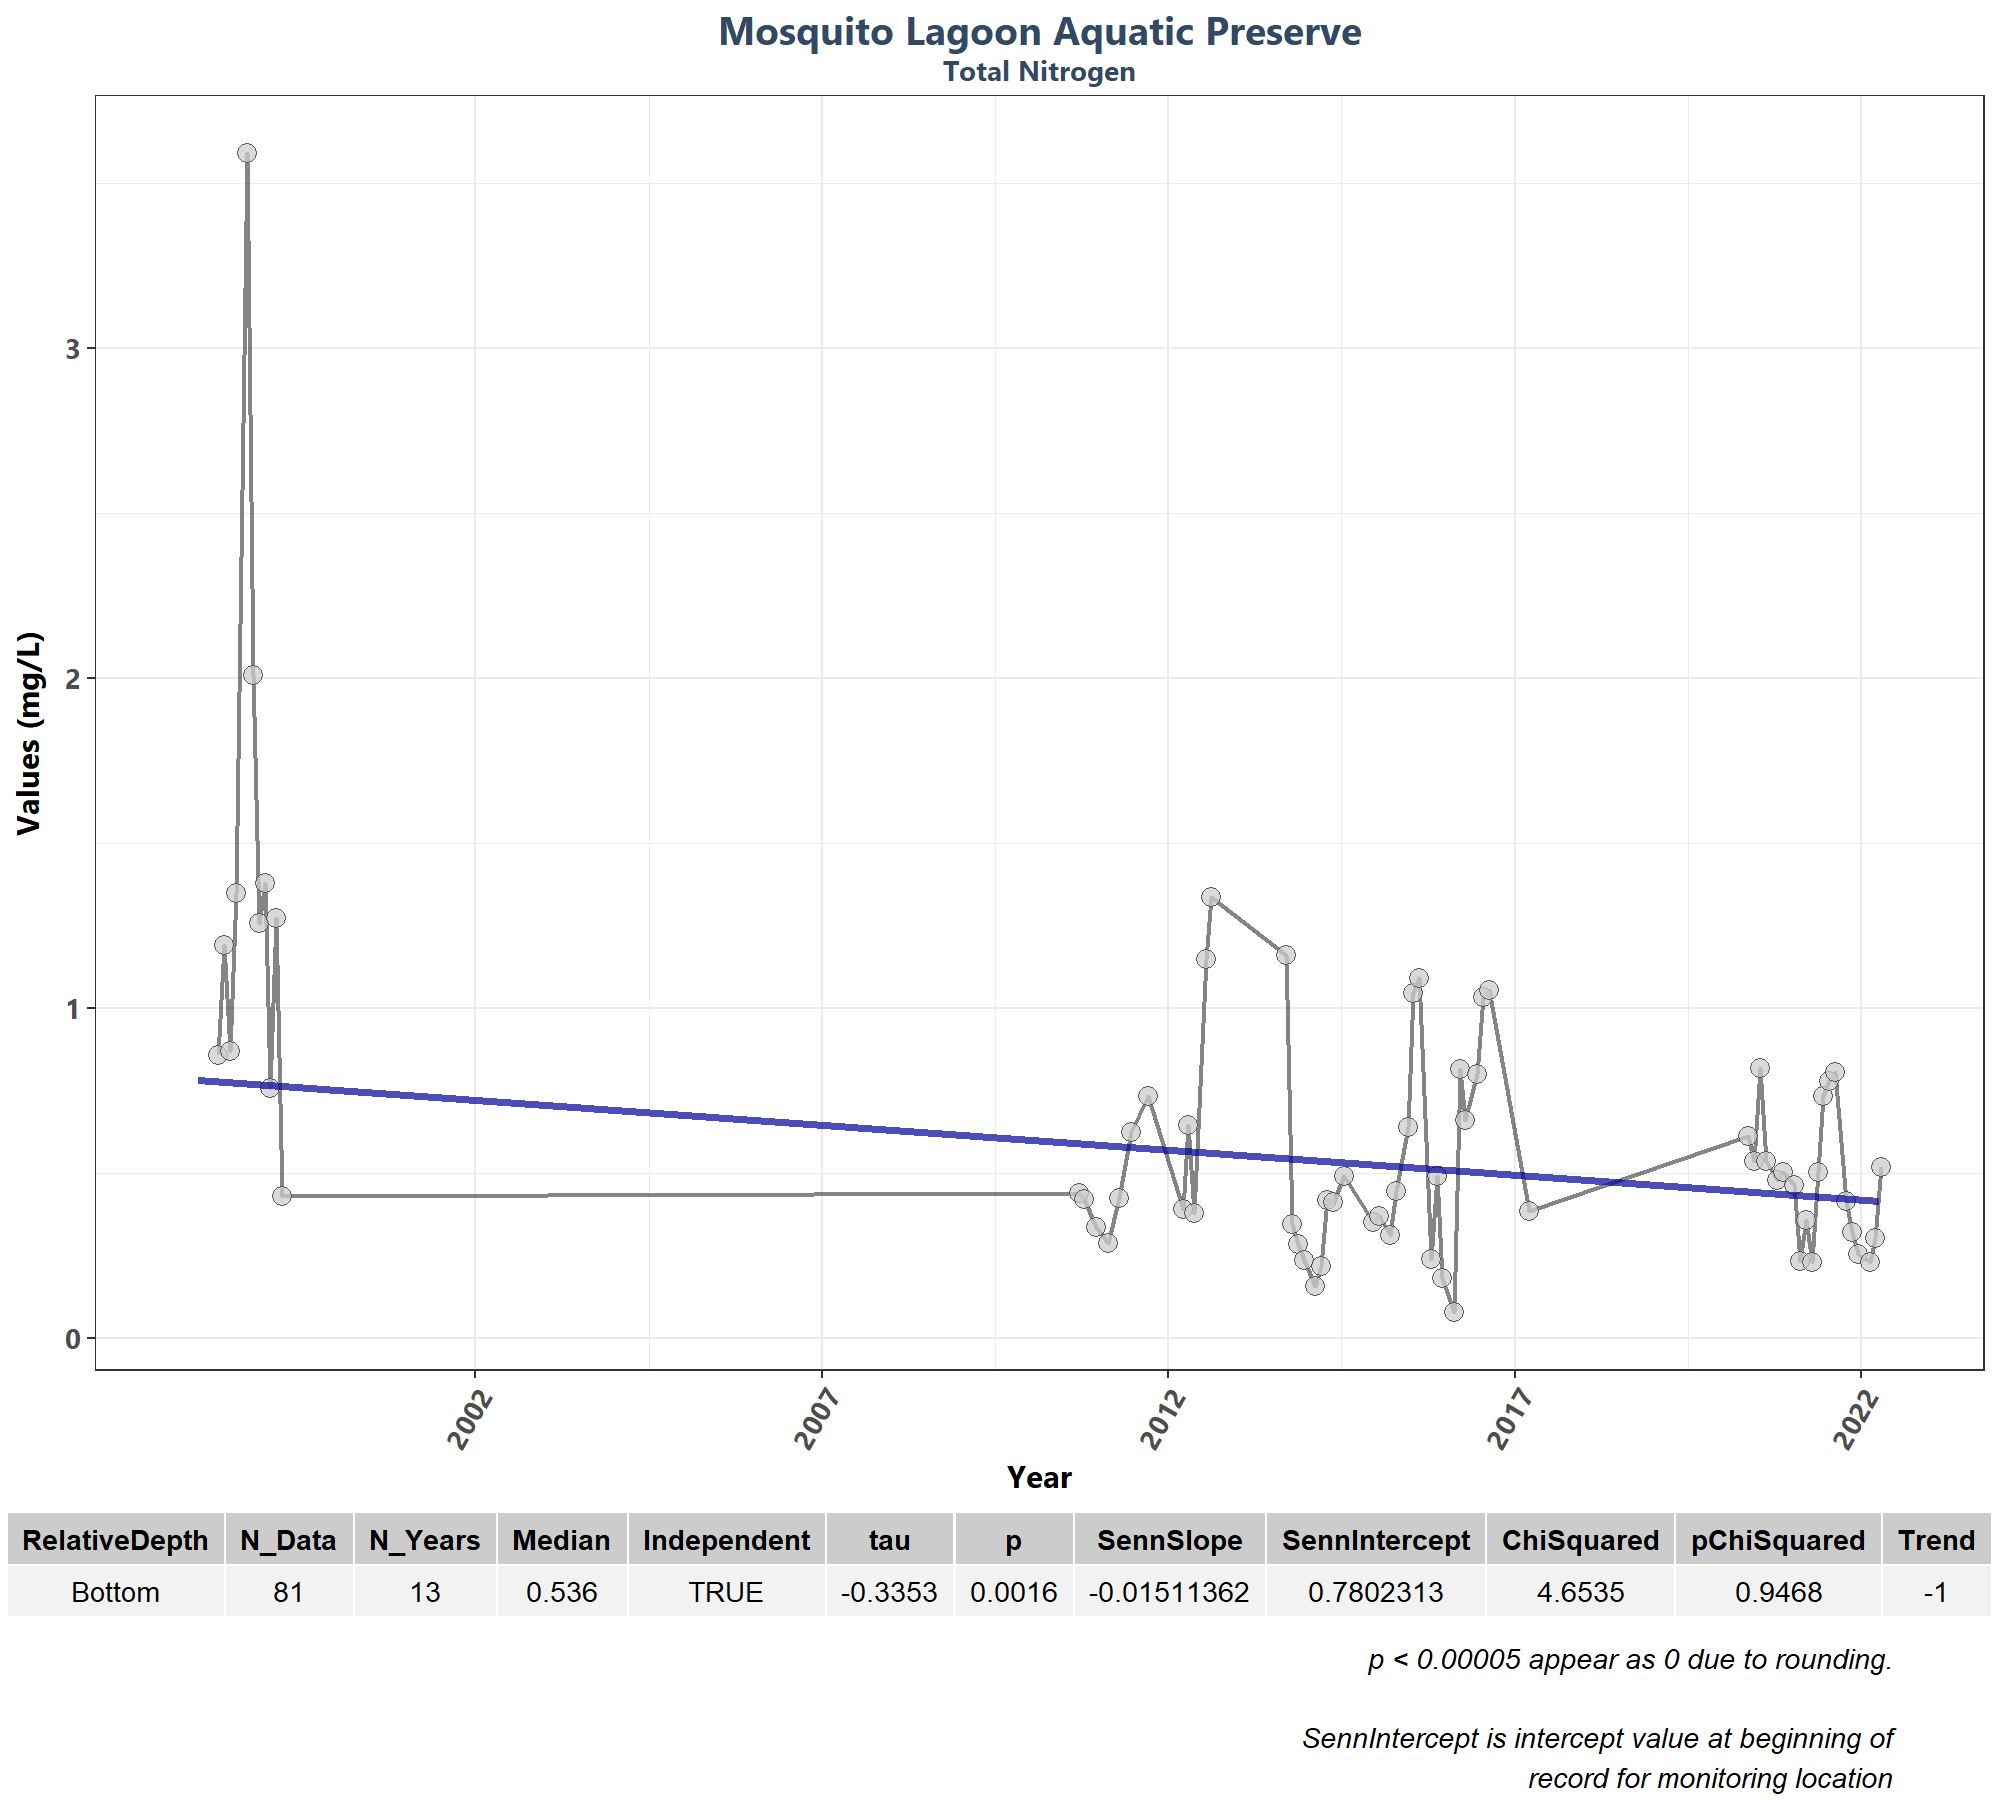 Mosquito Lagoon Aquatic Preserve
Total Nitrogen
Values (mg/L)
3
2
1
0
2002
2007
2012
2017
2022
Year
RelativeDepth N_Data N_Years Median Independent tau p SennSlope SennIntercept ChiSquared pChiSquared Trend
Bottom 81 13 0.536 TRUE -0.3353 0.0016 -0.01511362 0.7802313 4.6535 0.9468 -1
p < 0.00005 appear as 0 due to rounding.
SennIntercept is intercept value at beginning of
record for monitoring location